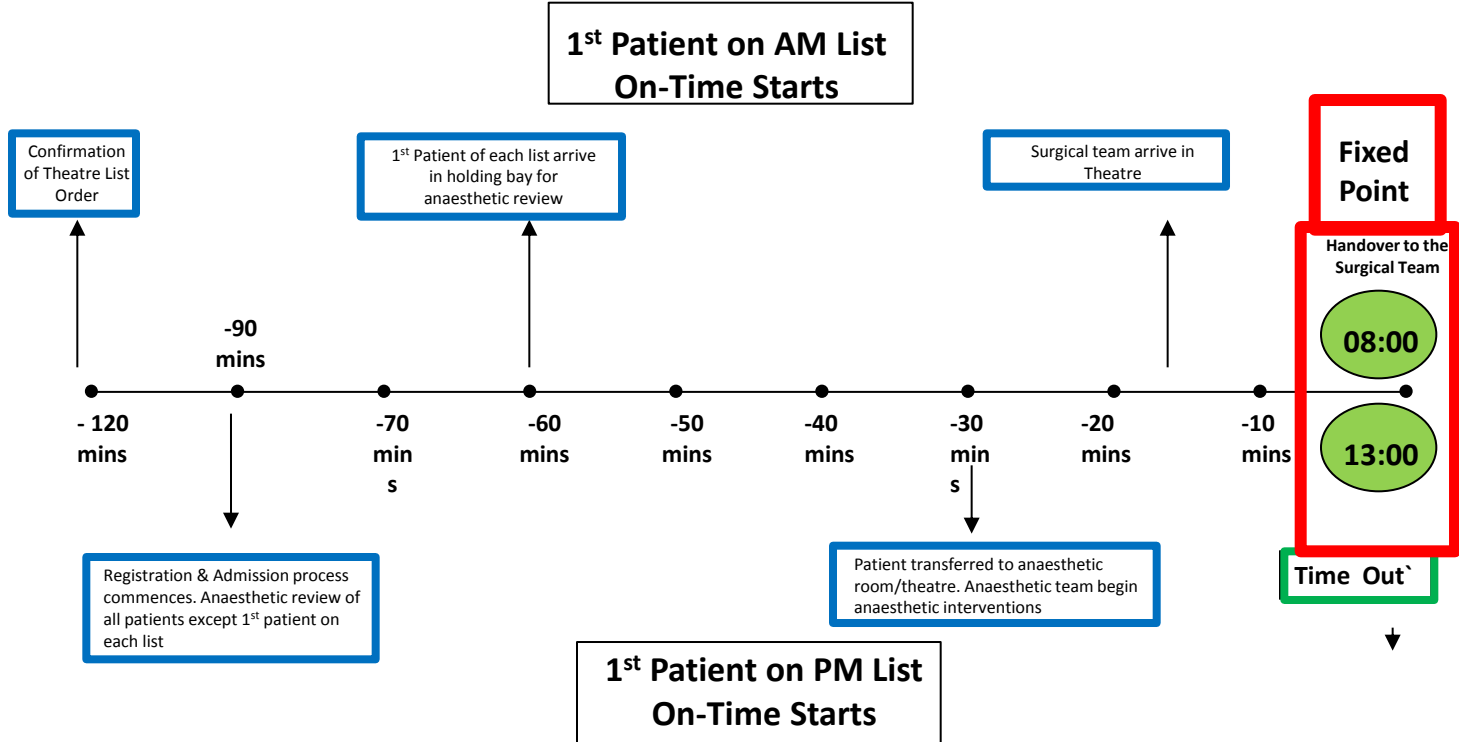 1st Patient on AM List
On-Time Starts
Confirmation
of Theatre List
Order
1st Patient of each list arrive
in holding bay for
anaesthetic review
Surgical team arrive in
Theatre
Fixed
Point
Handover to the
Surgical Team
08:00
-90
mins
- 120
mins
-70
min
s
-60
mins
-50
mins
-40
mins
-30
min
s
-20
mins
-10
mins
13:00
Registration & Admission process
commences. Anaesthetic review of
all patients except 1st patient on
each list
Patient transferred to anaesthetic
room/theatre. Anaesthetic team begin
anaesthetic interventions
Time Out`
1st Patient on PM List
On-Time Starts